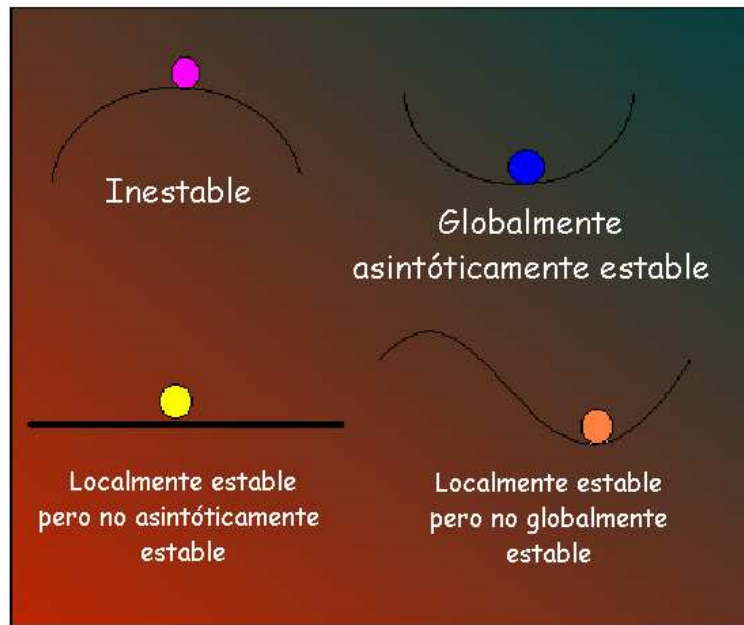 Inestable
Globalmente
asintóticamente estable
Localmente estable
pero no asintóticamente
estable
Localmente estable
pero no globalmente
estable